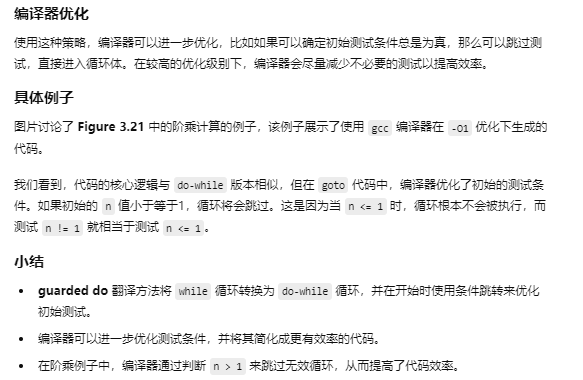 编译器优化
使用这种策略，编译器可以进一步优化，比如如果可以确定初始测试条件总是为真，那么可以跳过测
试，直接进入循环体。在较高的优化级别下，编译器会尽量减少不必要的测试以提高效率。
具体例子
图片讨论了 Figure 3.21 中的阶乘计算的例子，该例子展示了使用 gcc 编译器在 -O1 优化下生成的
代码。
我们看到，代码的核心逻辑与 do-while 版本相似，但在 goto 代码中，编译器优化了初始的测试条
件。如果初始的 n 值小于等于1，循环将会跳过。这是因为当 n <= 1 时，循环根本不会被执行，而
测试 n != 1 就相当于测试 n <= 1。
小结
• guarded do 翻译方法将 while 循环转换为 do-while 循环，并在开始时使用条件跳转来优化
初始测试。
• 编译器可以进一步优化测试条件，并将其简化成更有效率的代码。
• 在阶乘例子中，编译器通过判断 n > 1 来跳过无效循环，从而提高了代码效率。